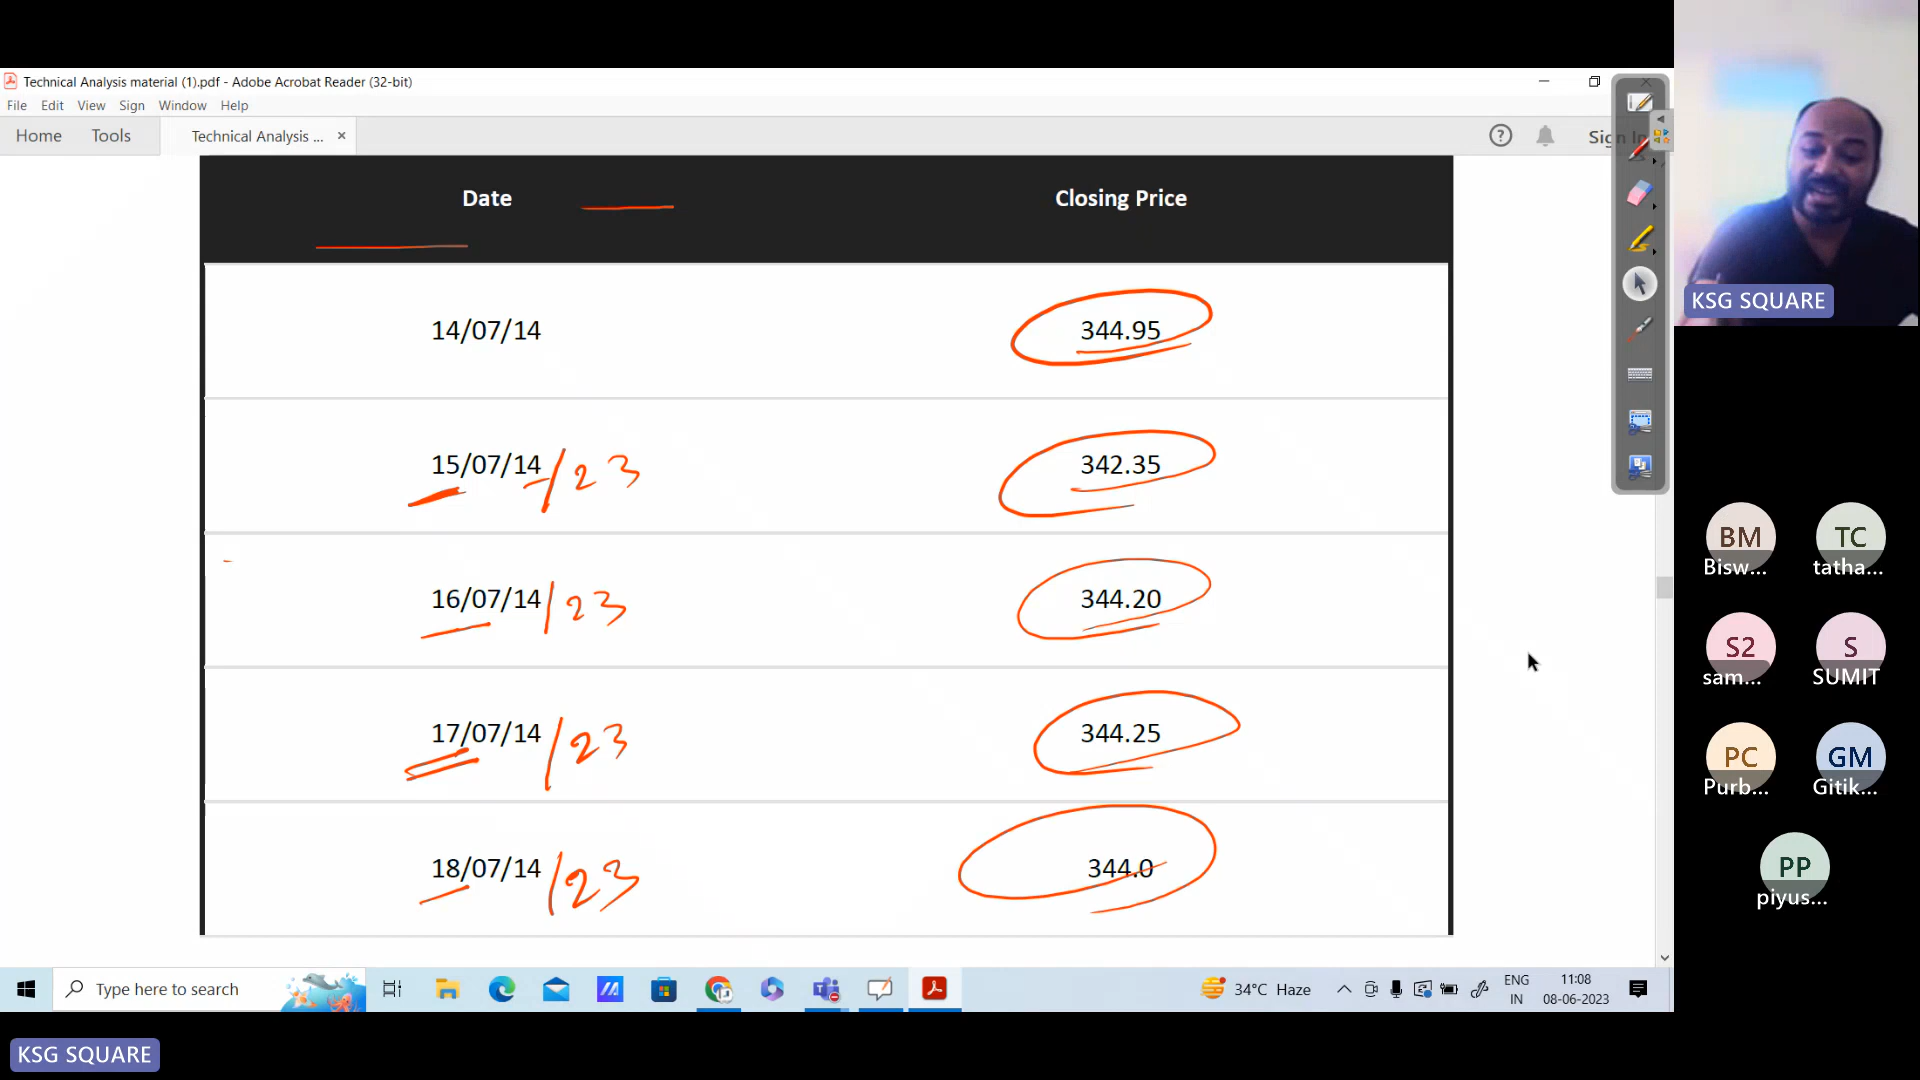 Technical Analysis material (1).pdf - Adobe Acrobat Reader (32-bit)
File Edit View Sign Window Help
Home Tools Technical Analysis ... × Sign In
Date Closing Price
14/07/14 344.95
15/07/14 /23 342.35
16/07/14 /23 344.20
17/07/14 /23 344.25
18/07/14 /23 344.0
KSG SQUARE
BM TC
Bisw... tatha...
S2 S
sam... SUMIT
PC GM
Purb... Gitik...
PP
piyus...
Type here to search 34°C Haze ENG IN 11:08 08-06-2023
KSG SQUARE